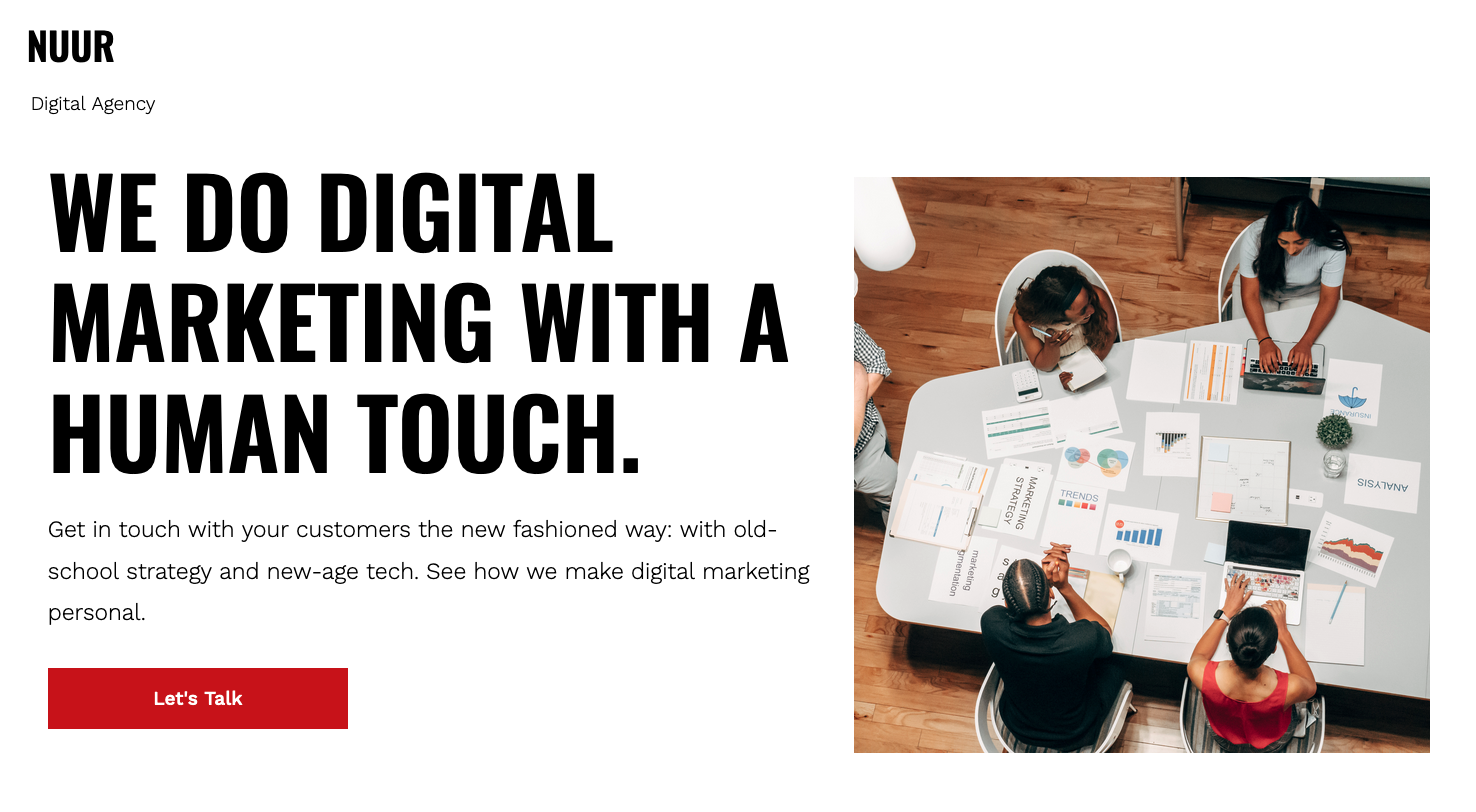 NUUR
Digital Agency
WE DO DIGITAL
MARKETING WITH A
HUMAN TOUCH.
Get in touch with your customers the new fashioned way: with old-
school strategy and new-age tech. See how we make digital marketing
personal.
Let's Talk
INSURANCE
ANALYSIS
TRENDS
MARKETING
STRATEGY
marketing